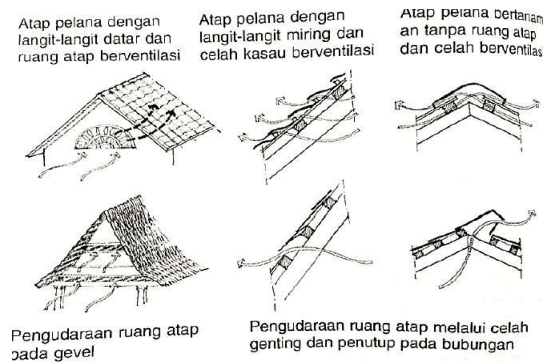 Atap pelana dengan
langit-langit datar dan
ruang atap berventilasi
Atap pelana dengan
langit-langit miring dan
celah kasau berventilasi
Atap pelana bertanam
an tanpa ruang atap
dan celah berventilasi
Pengudaraan ruang atap
pada gevel
Pengudaraan ruang atap melalui celah
genting dan penutup pada bubungan